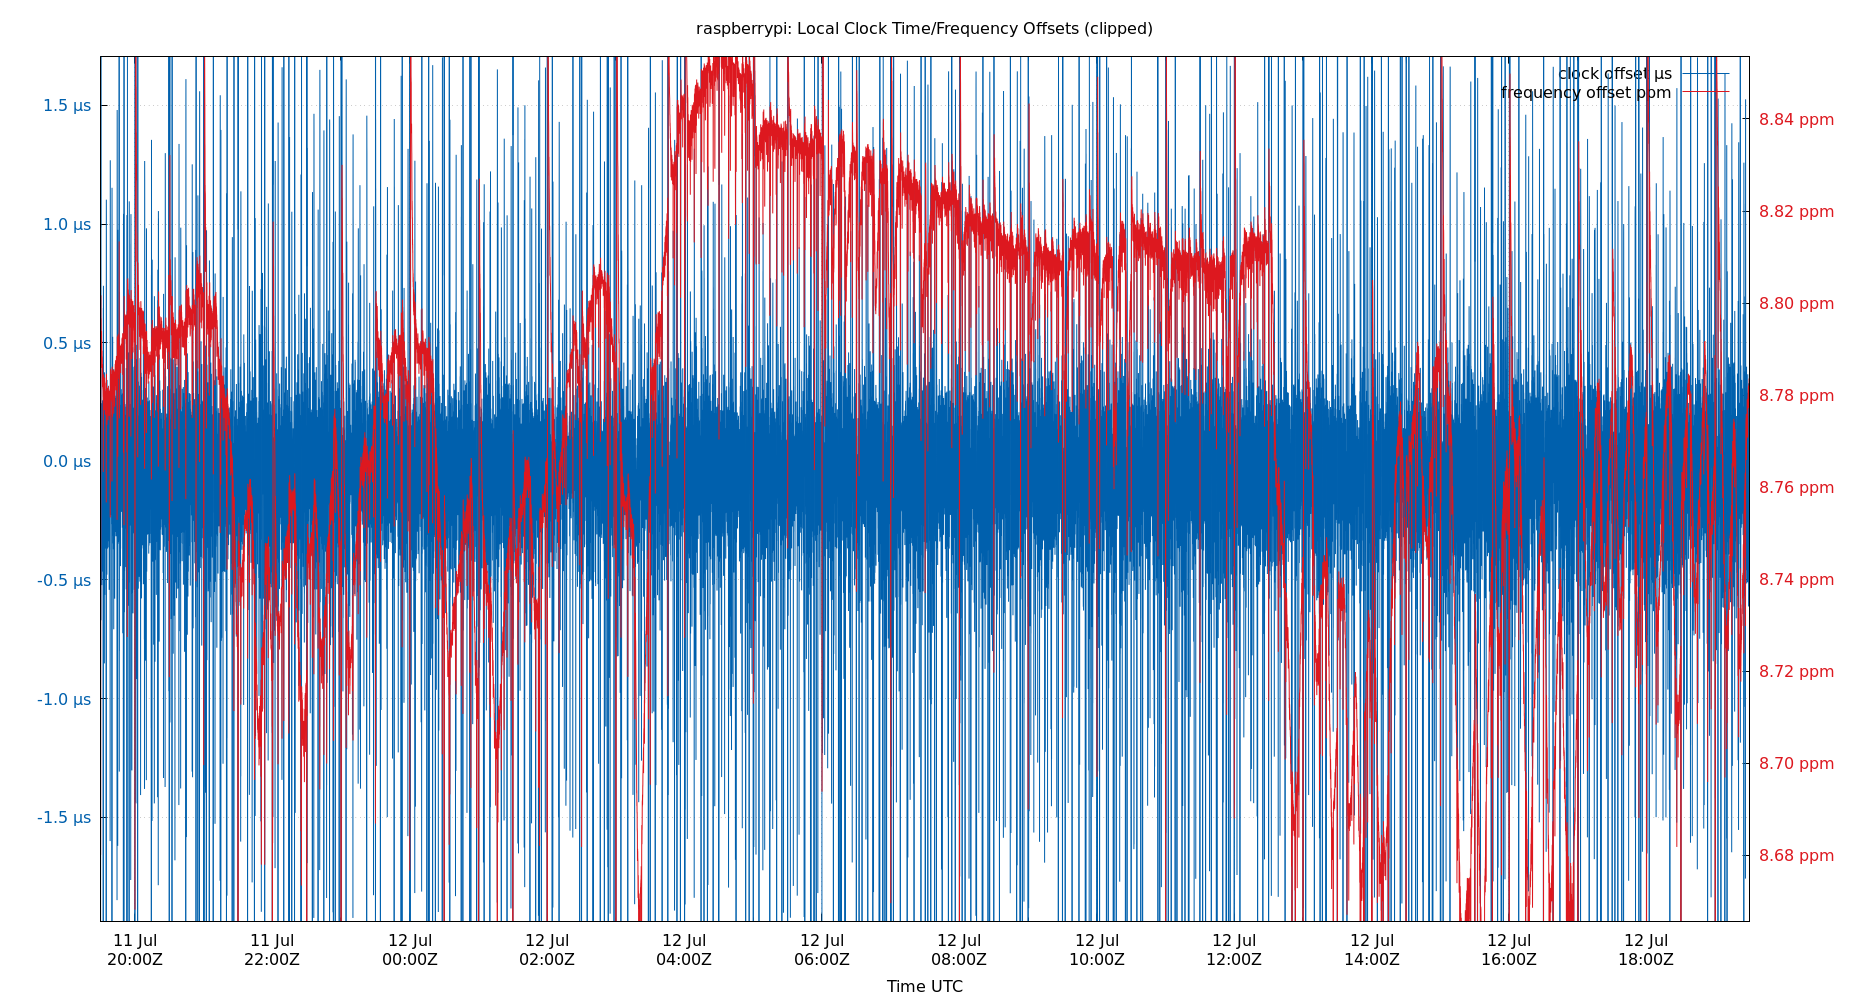 raspberrypi: Local Clock Time/Frequency Offsets (clipped)
clock offset µs
frequency offset ppm
1.5 µs
1.0 µs
0.5 µs
0.0 µs
-0.5 µs
-1.0 µs
-1.5 µs
8.84 ppm
8.82 ppm
8.80 ppm
8.78 ppm
8.76 ppm
8.74 ppm
8.72 ppm
8.70 ppm
8.68 ppm
11 Jul 11 Jul 12 Jul 12 Jul 12 Jul 12 Jul 12 Jul 12 Jul 12 Jul 12 Jul 12 Jul 12 Jul
20:00Z 22:00Z 00:00Z 02:00Z 04:00Z 06:00Z 08:00Z 10:00Z 12:00Z 14:00Z 16:00Z 18:00Z
Time UTC